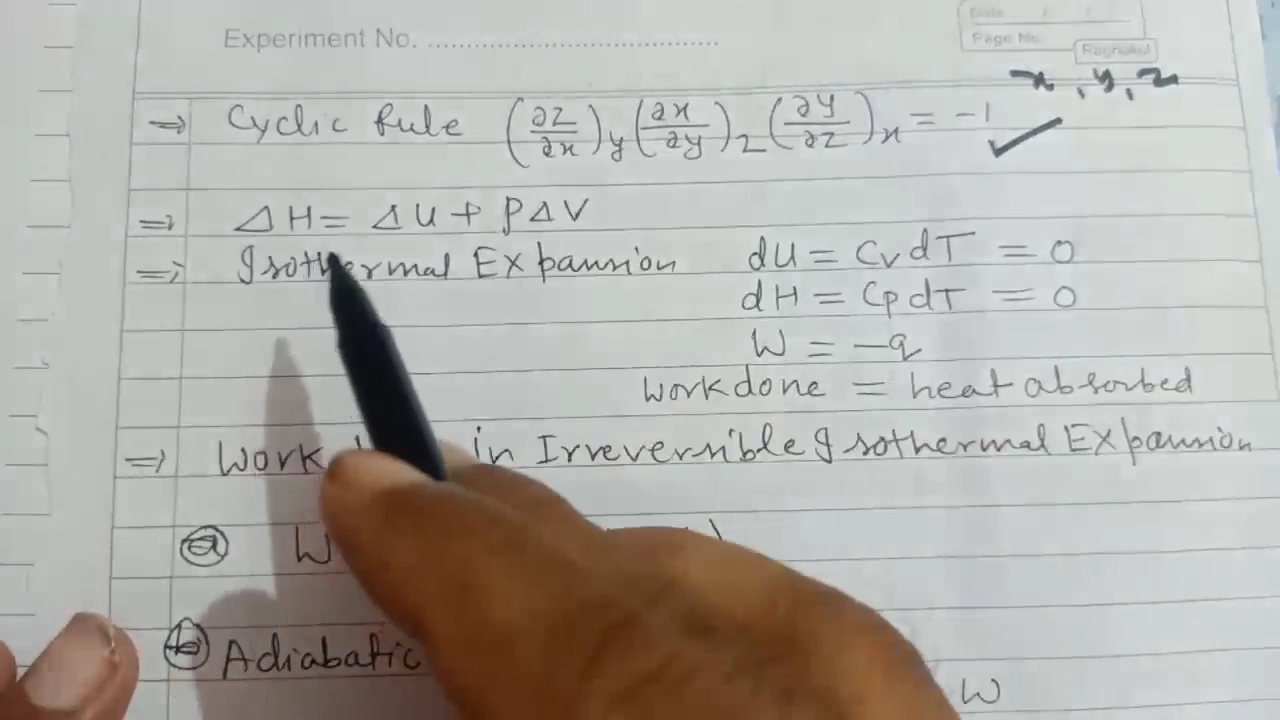 Experiment No. ......................................
Date / /
Page No.
x, y, z
⇒ Cyclic Rule (∂z/∂x)y (∂x/∂y)z (∂y/∂z)x = -1 ✓
⇒ ΔH = ΔU + PΔV
⇒ Isothermal Expansion dU = CvdT = 0
dH = CpdT = 0
W = -q
Workdone = heat absorbed
⇒ Work in Irreversible Isothermal Expansion
(a) W
(b) Adiabatic
W